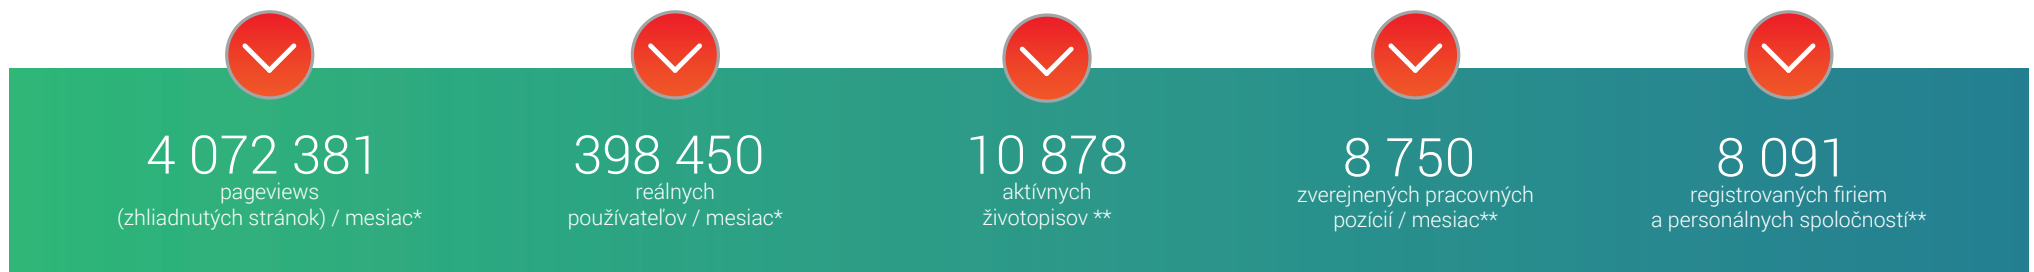 4 072 381
pageviews
(zhliadnutých stránok) / mesiac*
398 450
reálnych
používateľov / mesiac*
10 878
aktívnych
životopisov **
8 750
zverejnených pracovných
pozícií / mesiac**
8 091
registrovaných firiem
a personálnych spoločností**